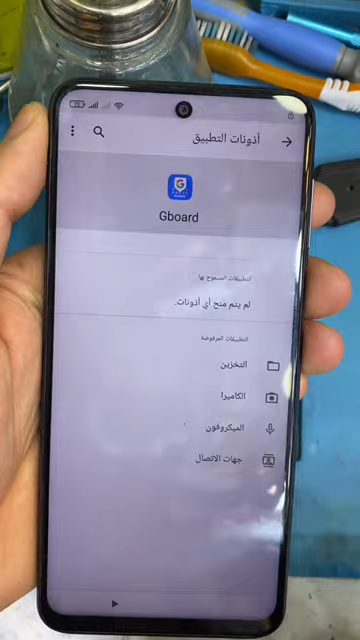 أذونات التطبيق
Gboard
التطبيقات المسموح بها
لم يتم منح أي أذونات.
التطبيقات المرفوضة
التخزين
الكاميرا
الميكروفون
جهات الاتصال